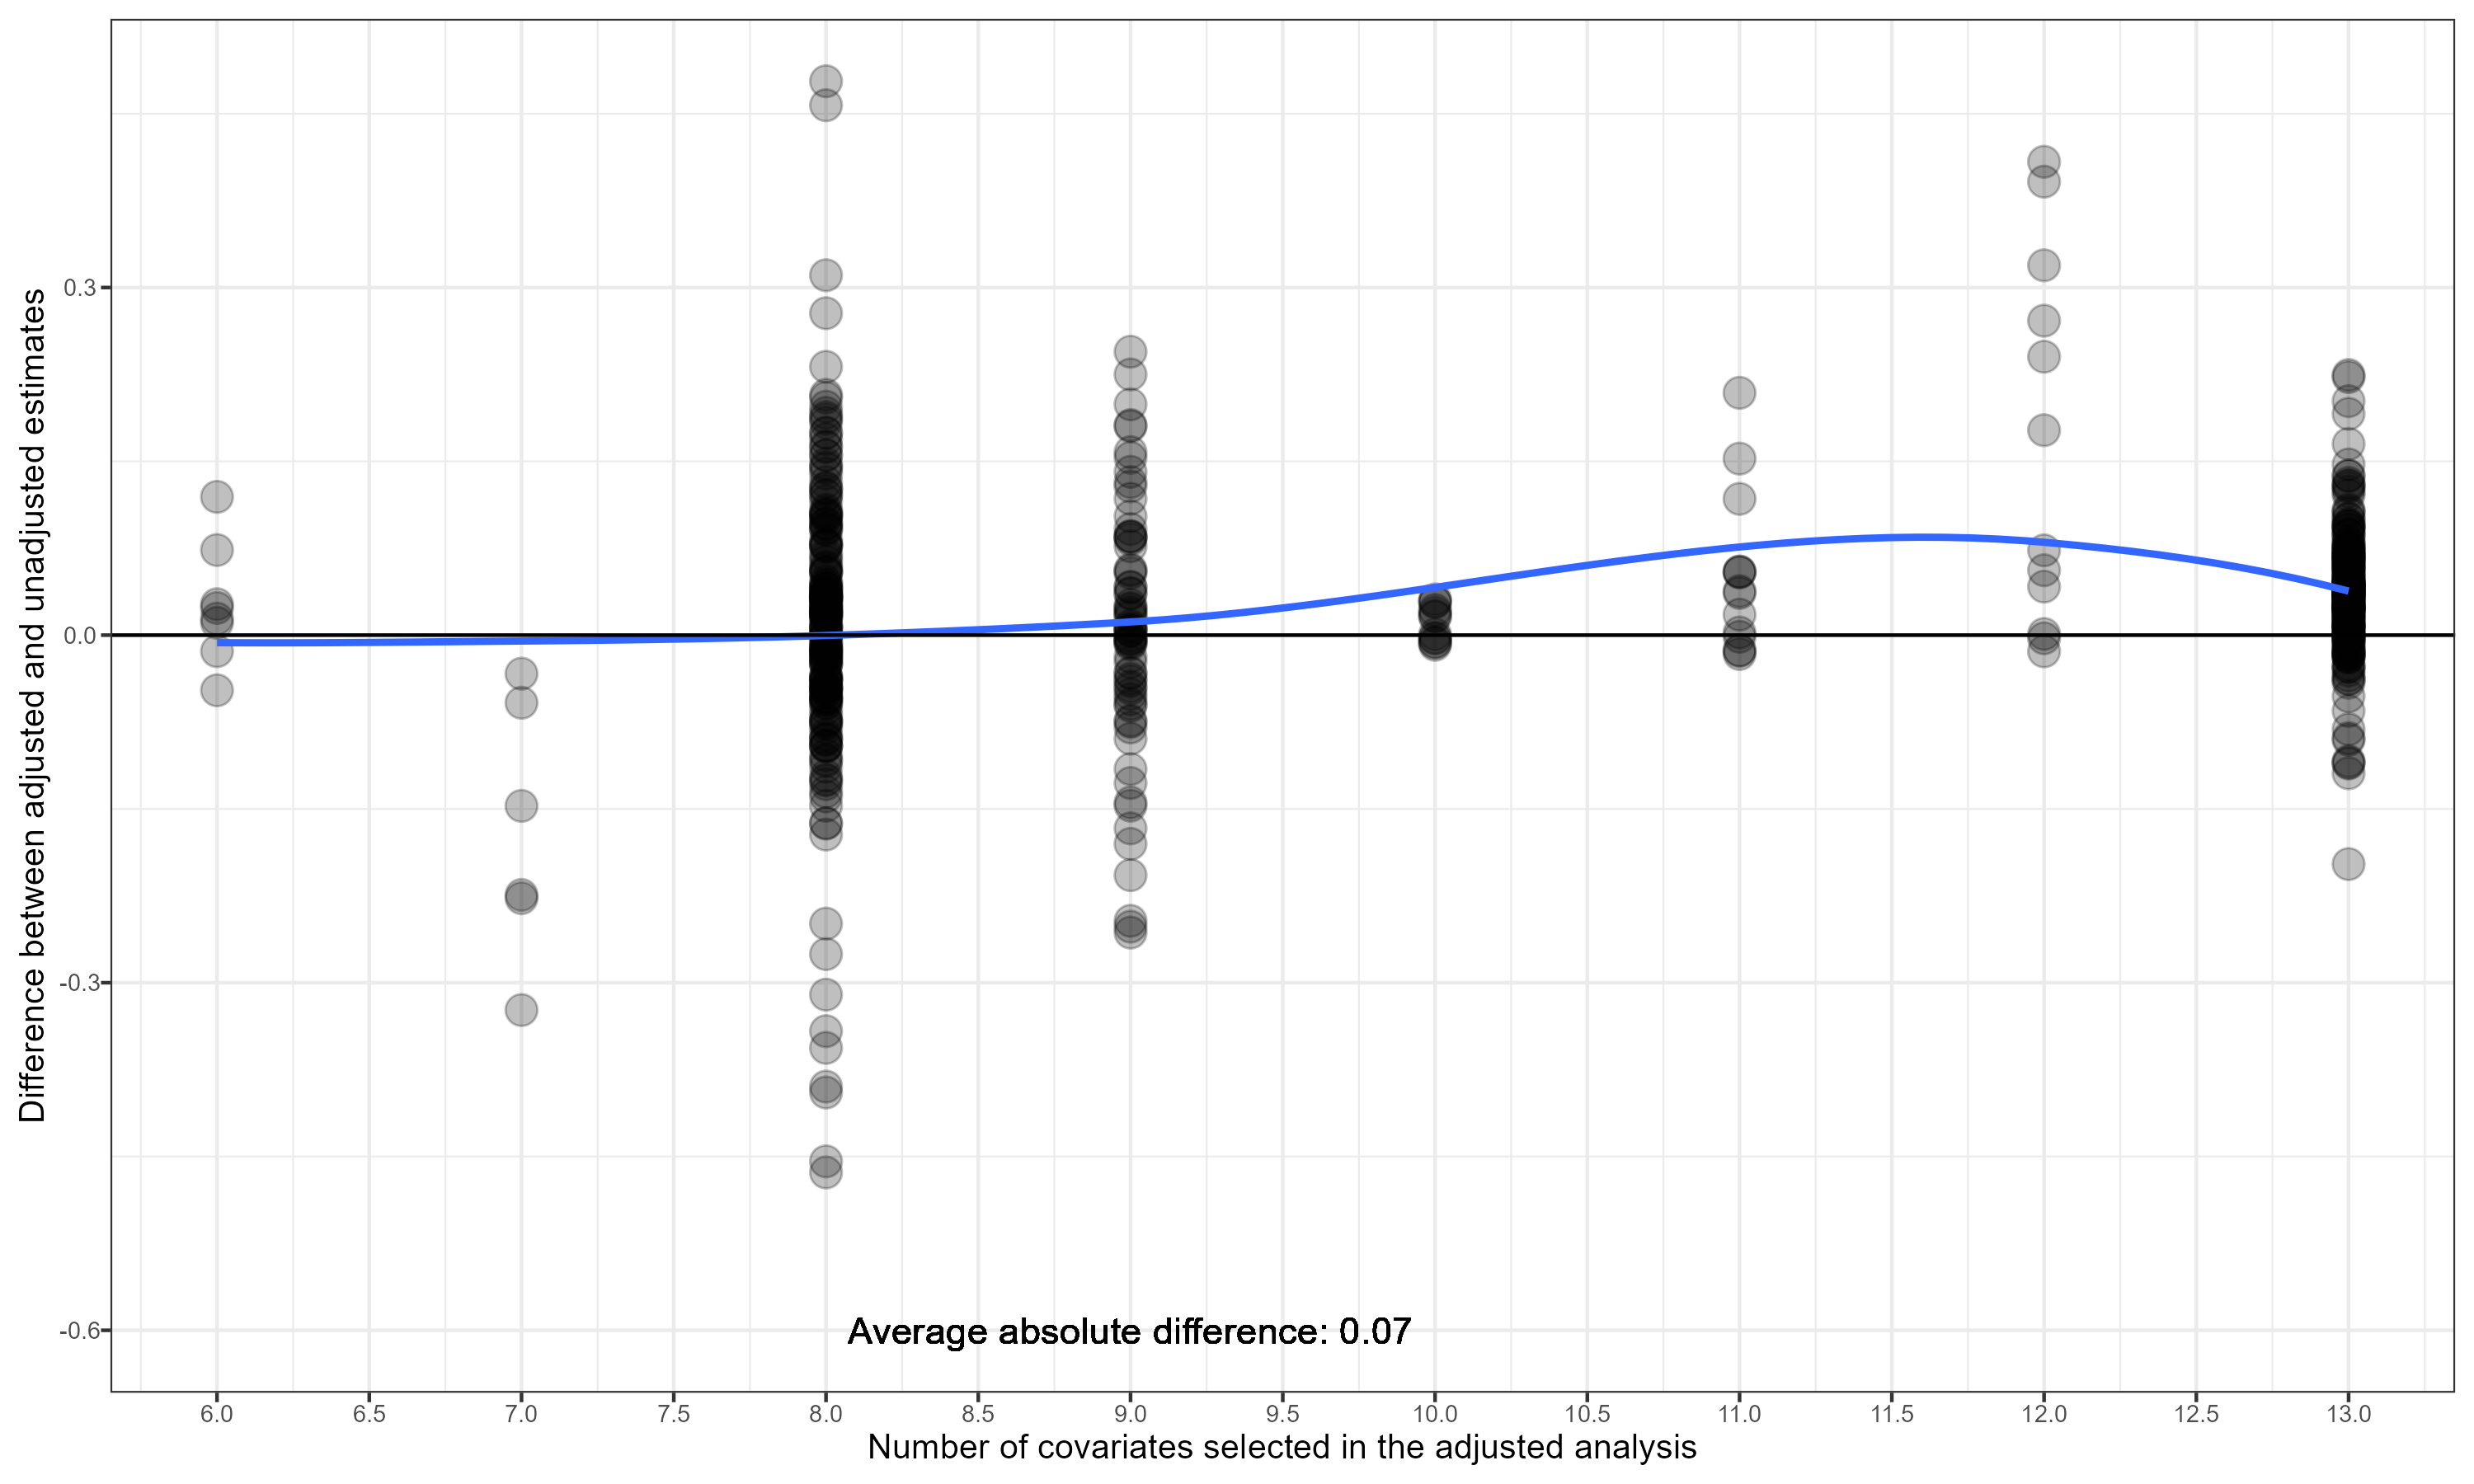 Difference between adjusted and unadjusted estimates
0.3
0.0
-0.3
-0.6
Average absolute difference: 0.07
6.0 6.5 7.0 7.5 8.0 8.5 9.0 9.5 10.0 10.5 11.0 11.5 12.0 12.5 13.0
Number of covariates selected in the adjusted analysis